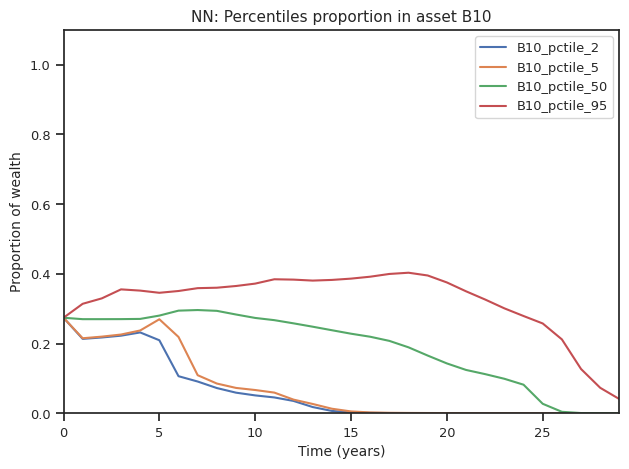 NN: Percentiles proportion in asset B10
B10_pctile_2
B10_pctile_5
B10_pctile_50
B10_pctile_95
Proportion of wealth
1.0
0.8
0.6
0.4
0.2
0.0
0 5 10 15 20 25
Time (years)